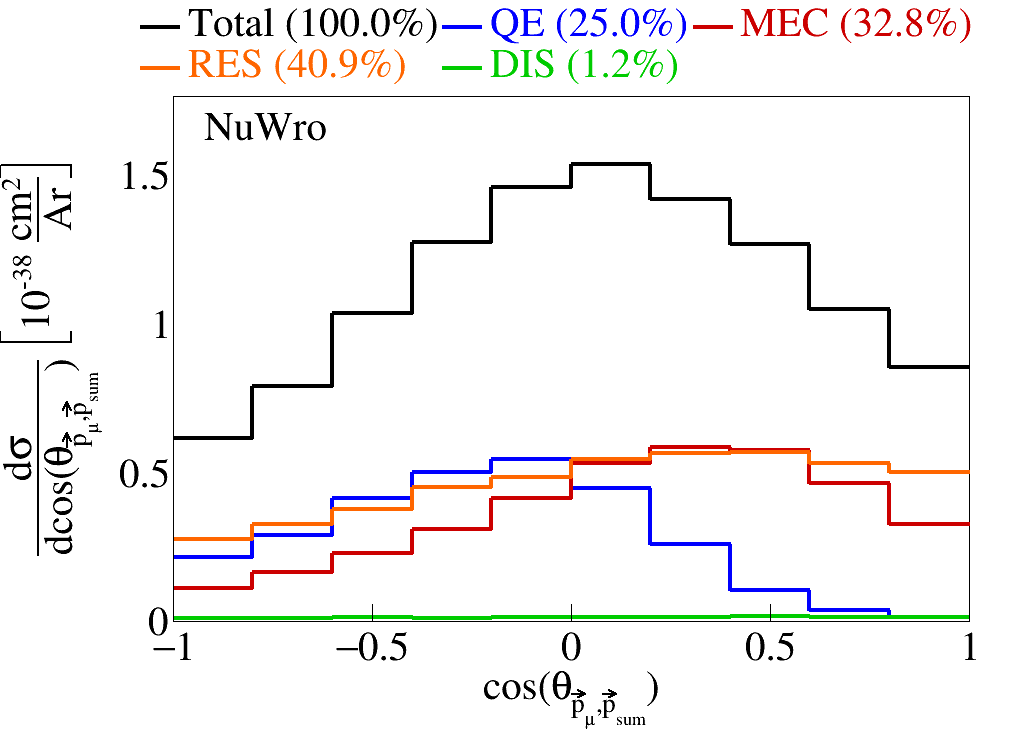 Total (100.0%) QE (25.0%) MEC (32.8%)
RES (40.9%) DIS (1.2%)
NuWro
dσ
dcos(θ p⃗μ,p⃗sum)
[10-38 cm2
Ar]
1.5
1
0.5
0
−1 −0.5 0 0.5 1
cos(θ p⃗μ,p⃗sum)